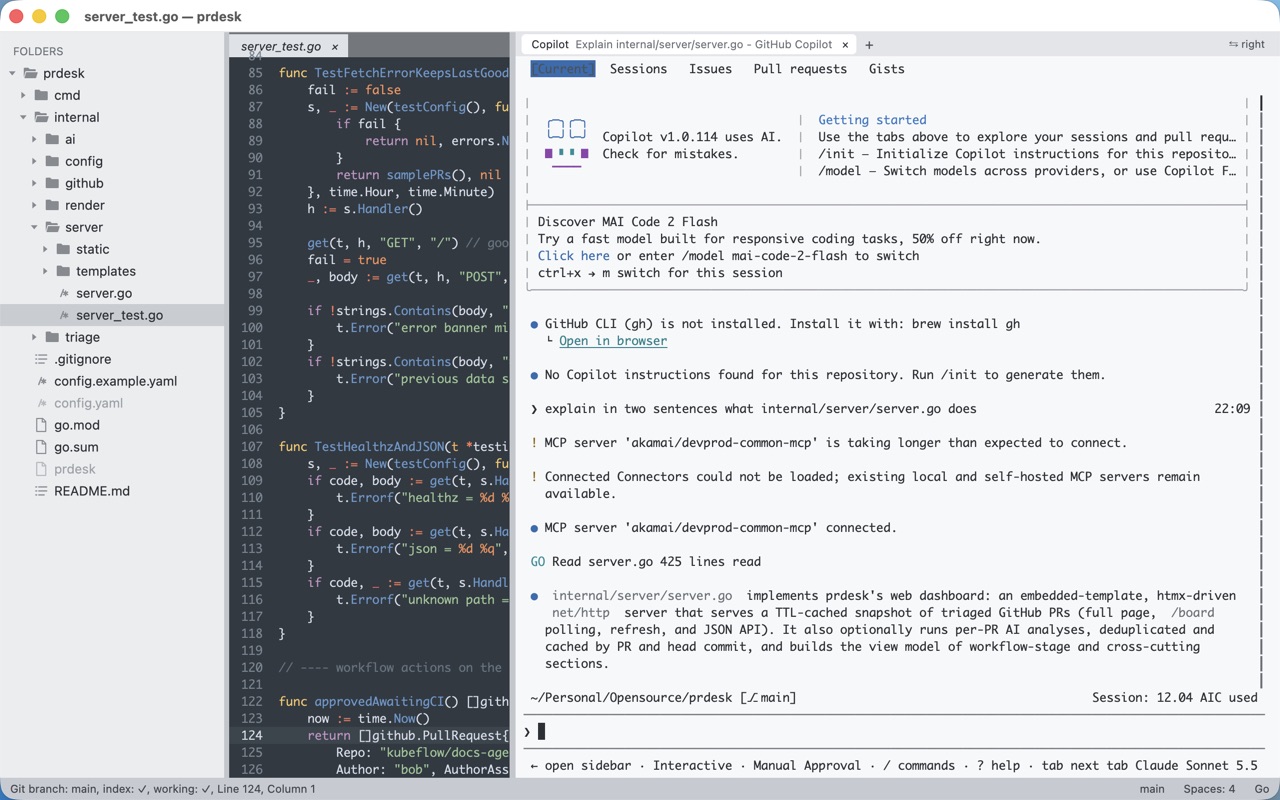 server_test.go — prdesk
FOLDERS
prdesk
cmd
internal
ai
config
github
render
server
static
templates
server.go
server_test.go
triage
.gitignore
config.example.yaml
config.yaml
go.mod
go.sum
prdesk
README.md
server_test.go ×
84
85 func TestFetchErrorKeepsLastGood
86 fail := false
87 s, _ := New(testConfig(), fu
88 if fail {
89 return nil, errors.N
90 }
91 return samplePRs(), nil
92 }, time.Hour, time.Minute)
93 h := s.Handler()
94
95 get(t, h, "GET", "/") // goo
96 fail = true
97 _, body := get(t, h, "POST",
98
99 if !strings.Contains(body, "
100 t.Error("error banner mi
101 }
102 if !strings.Contains(body, "
103 t.Error("previous data s
104 }
105 }
106
107 func TestHealthzAndJSON(t *testi
108 s, _ := New(testConfig(), fu
109 if code, body := get(t, s.Ha
110 t.Errorf("healthz = %d %
111 }
112 if code, body := get(t, s.Ha
113 t.Errorf("json = %d %q",
114 }
115 if code, _ := get(t, s.Handl
116 t.Errorf("unknown path =
117 }
118 }
119
120 // ---- workflow actions on the
121
122 func approvedAwaitingCI() []gith
123 now := time.Now()
124 return []github.PullRequest{
125 Repo: "kubeflow/docs-age
126 Author: "bob", AuthorAss
Copilot Explain internal/server/server.go - GitHub Copilot × +
⇆ right
[Current] Sessions Issues Pull requests Gists
Copilot v1.0.114 uses AI.
Check for mistakes.
Getting started
Use the tabs above to explore your sessions and pull requ…
/init — Initialize Copilot instructions for this reposito…
/model — Switch models across providers, or use Copilot F…
Discover MAI Code 2 Flash
Try a fast model built for responsive coding tasks, 50% off right now.
Click here or enter /model mai-code-2-flash to switch
ctrl+x → m switch for this session
● GitHub CLI (gh) is not installed. Install it with: brew install gh
└ Open in browser
● No Copilot instructions found for this repository. Run /init to generate them.
❯ explain in two sentences what internal/server/server.go does 22:09
! MCP server 'akamai/devprod-common-mcp' is taking longer than expected to connect.
! Connected Connectors could not be loaded; existing local and self-hosted MCP servers remain
available.
● MCP server 'akamai/devprod-common-mcp' connected.
GO Read server.go 425 lines read
● internal/server/server.go implements prdesk's web dashboard: an embedded-template, htmx-driven
net/http server that serves a TTL-cached snapshot of triaged GitHub PRs (full page, /board
polling, refresh, and JSON API). It also optionally runs per-PR AI analyses, deduplicated and
cached by PR and head commit, and builds the view model of workflow-stage and cross-cutting
sections.
~/Personal/Opensource/prdesk [⎇ main] Session: 12.04 AIC used
❯
← open sidebar · Interactive · Manual Approval · / commands · ? help · tab next tab Claude Sonnet 5.5
Git branch: main, index: ✓, working: ✓, Line 124, Column 1
main Spaces: 4 Go